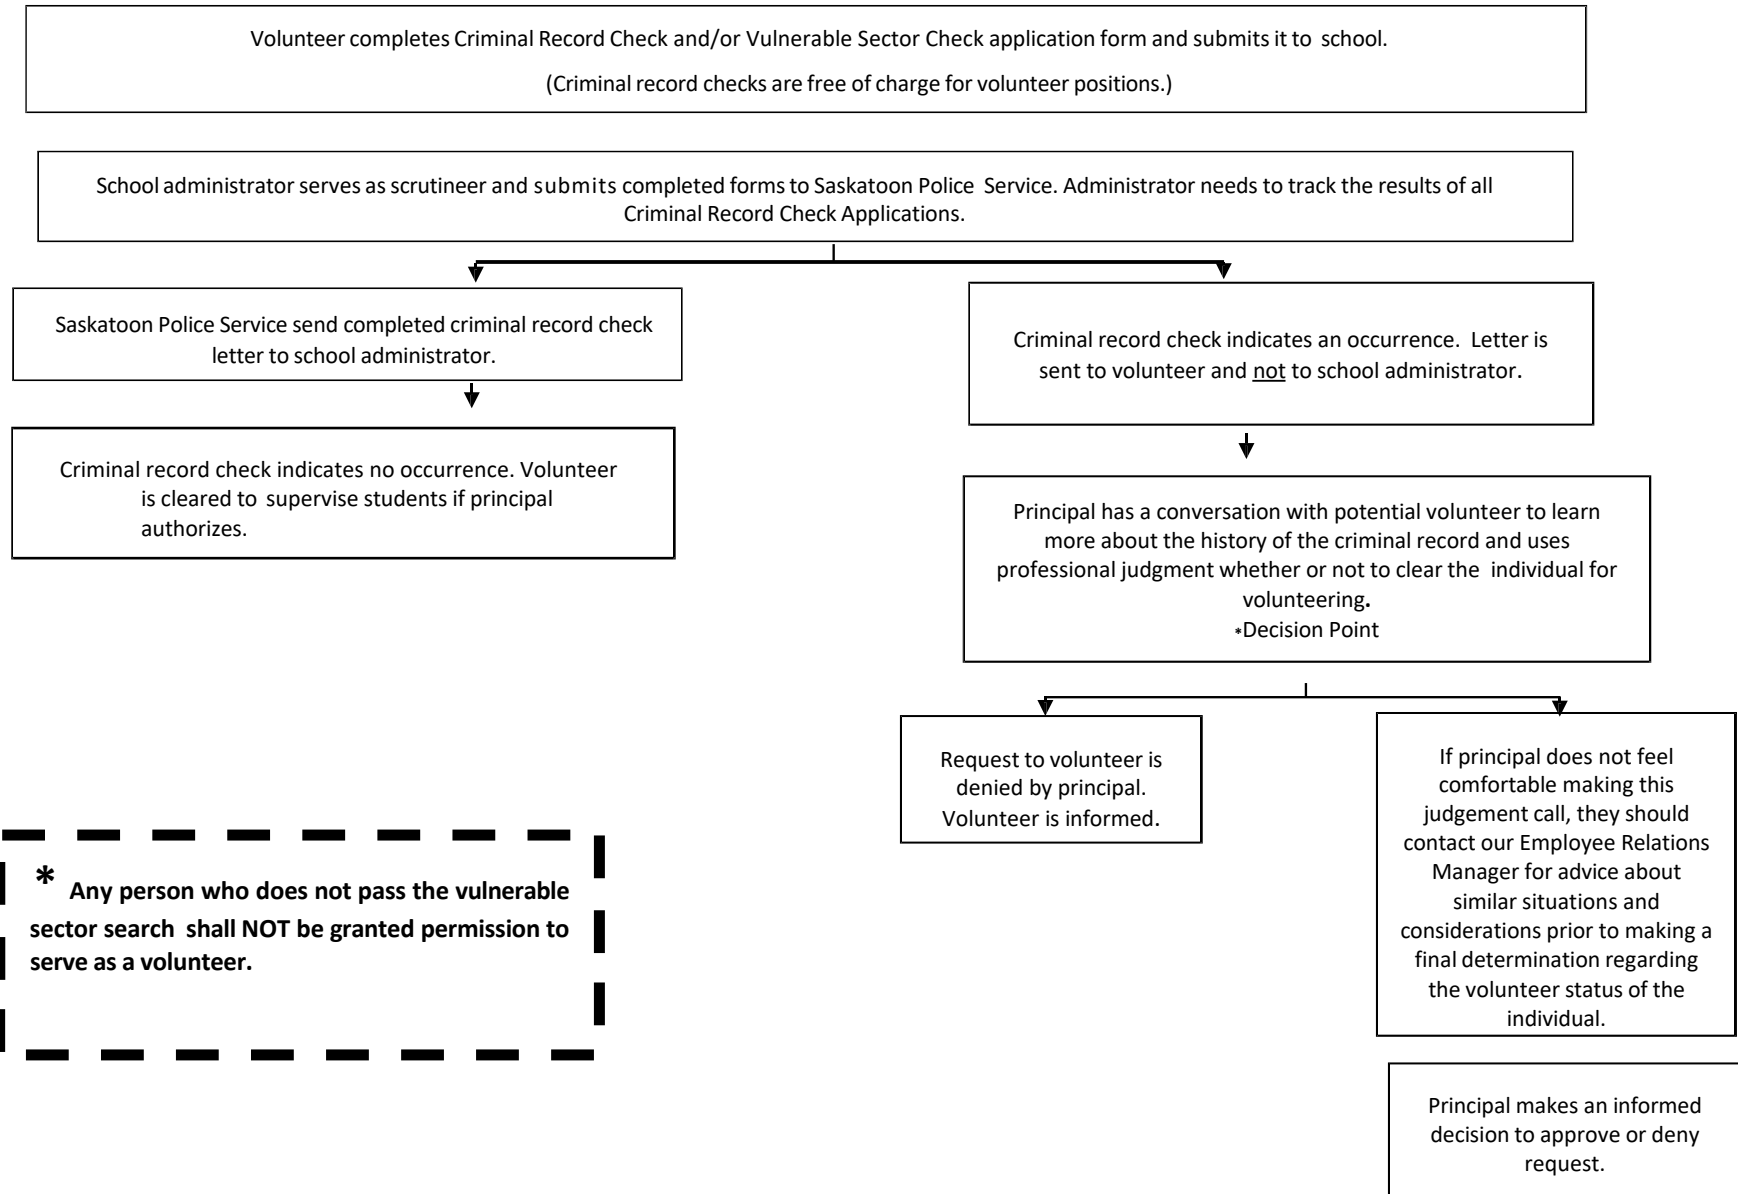 Volunteer completes Criminal Record Check and/or Vulnerable Sector Check application form and submits it to school.
(Criminal record checks are free of charge for volunteer positions.)
School administrator serves as scrutineer and submits completed forms to Saskatoon Police Service. Administrator needs to track the results of all
Criminal Record Check Applications.
Saskatoon Police Service send completed criminal record check
letter to school administrator.
Criminal record check indicates no occurrence. Volunteer
is cleared to supervise students if principal
authorizes.
Criminal record check indicates an occurrence. Letter is
sent to volunteer and not to school administrator.
Principal has a conversation with potential volunteer to learn
more about the history of the criminal record and uses
professional judgment whether or not to clear the individual for
volunteering.
*Decision Point
Request to volunteer is
denied by principal.
Volunteer is informed.
If principal does not feel
comfortable making this
judgement call, they should
contact our Employee Relations
Manager for advice about
similar situations and
considerations prior to making a
final determination regarding
the volunteer status of the
individual.
Principal makes an informed
decision to approve or deny
request.
* Any person who does not pass the vulnerable
sector search shall NOT be granted permission to
serve as a volunteer.